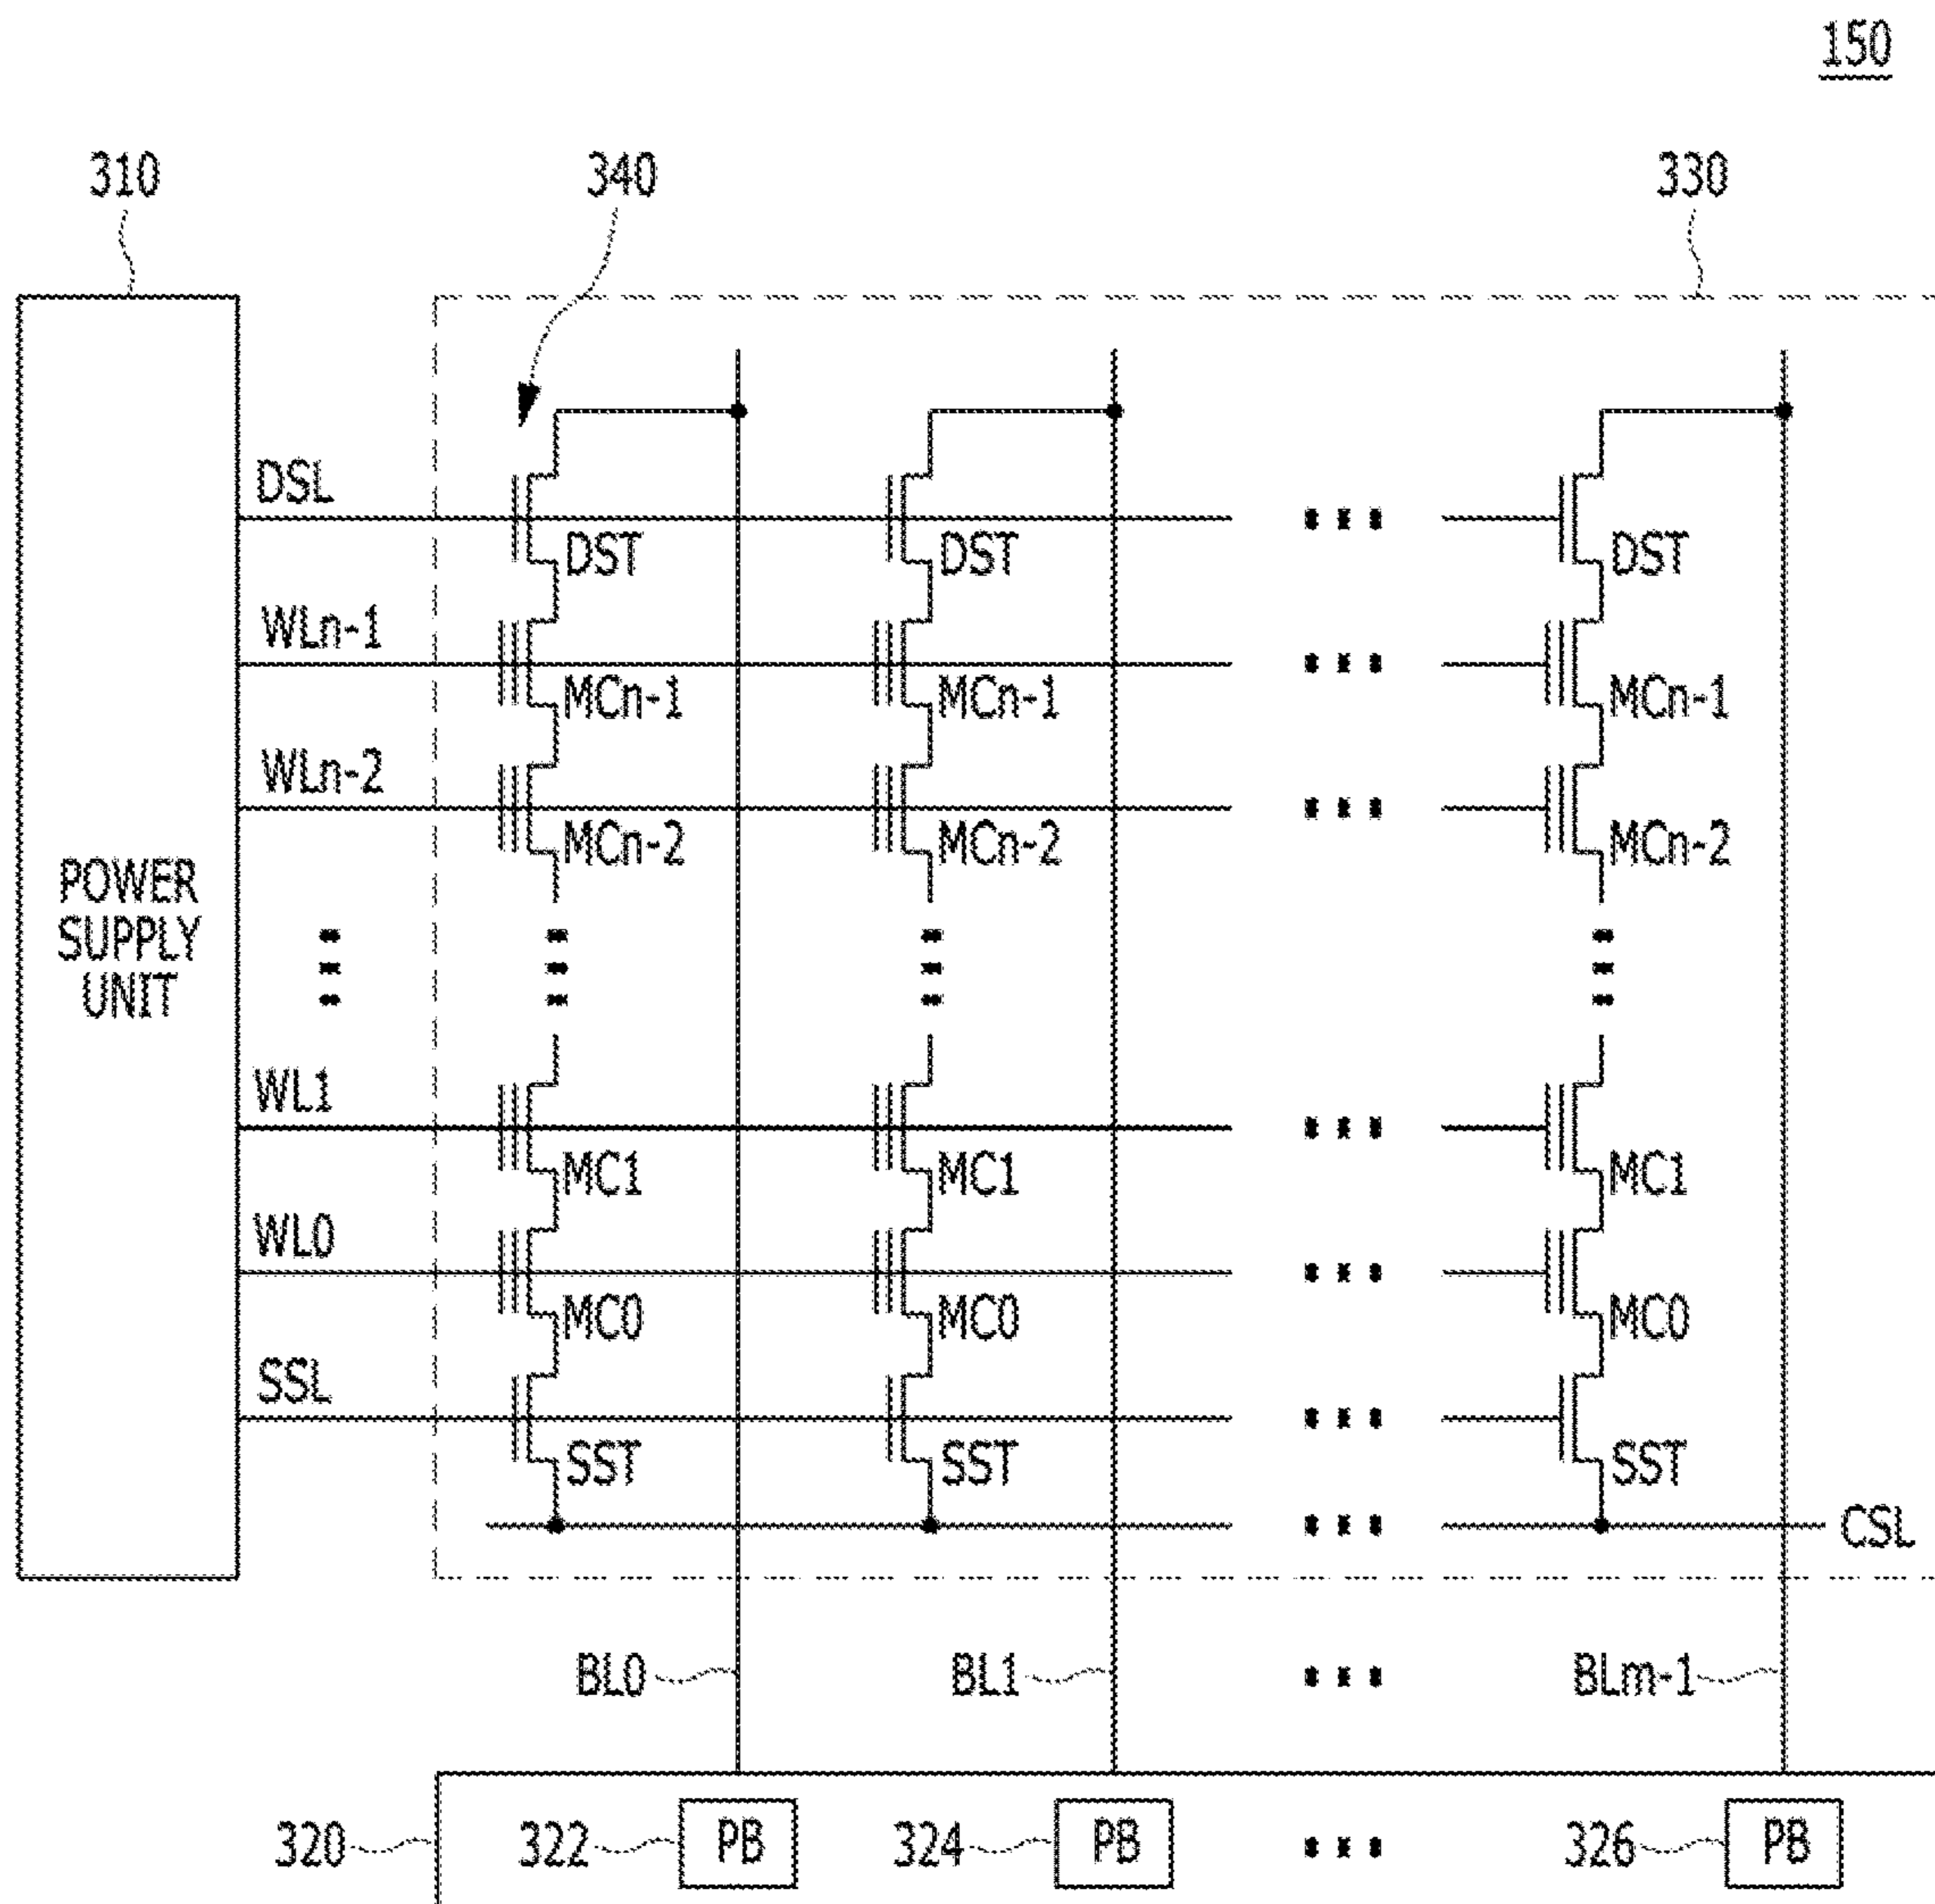 150
310 340 330
DSL
DST DST DST
WLn-1
MCn-1 MCn-1 MCn-1
WLn-2
MCn-2 MCn-2 MCn-2
POWER
SUPPLY
UNIT
WL1
MC1 MC1 MC1
WL0
MC0 MC0 MC0
SSL
SST SST SST
CSL
BL0 BL1 BLm-1
320 322 PB 324 PB 326 PB